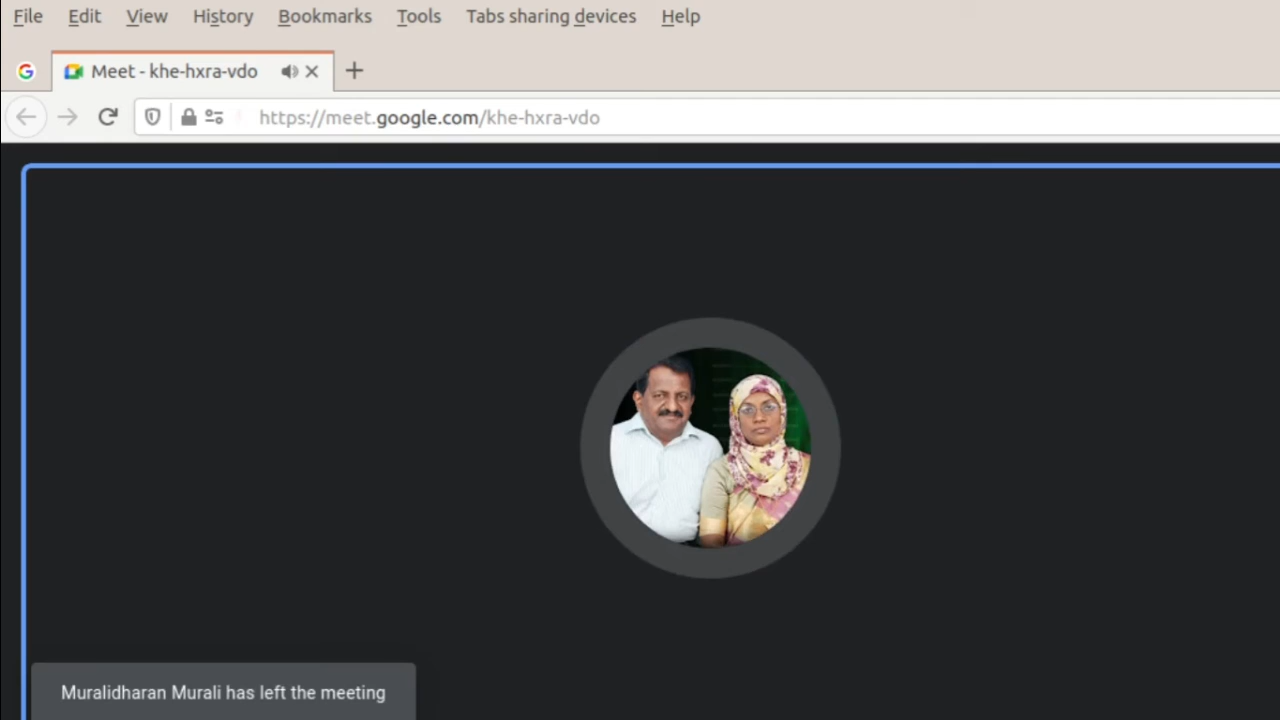 File Edit View History Bookmarks Tools Tabs sharing devices Help
Meet - khe-hxra-vdo
https://meet.google.com/khe-hxra-vdo
Muralidharan Murali has left the meeting